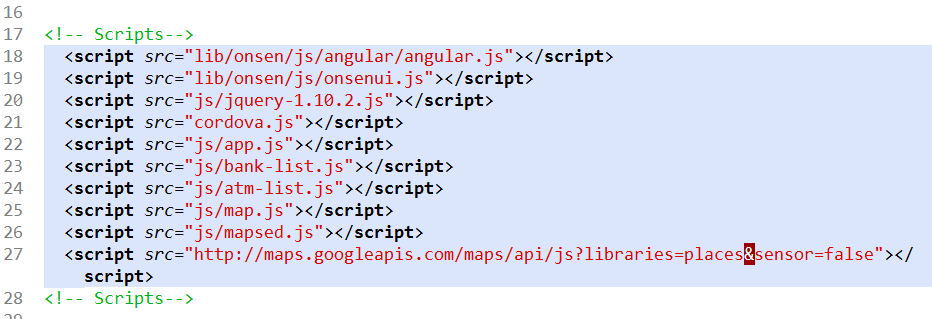 16
17 <!-- Scripts-->
18 <script src="lib/onsen/js/angular/angular.js"></script>
19 <script src="lib/onsen/js/onsenui.js"></script>
20 <script src="js/jquery-1.10.2.js"></script>
21 <script src="cordova.js"></script>
22 <script src="js/app.js"></script>
23 <script src="js/bank-list.js"></script>
24 <script src="js/atm-list.js"></script>
25 <script src="js/map.js"></script>
26 <script src="js/mapsed.js"></script>
27 <script src="http://maps.googleapis.com/maps/api/js?libraries=places&sensor=false"></
script>
28 <!-- Scripts-->